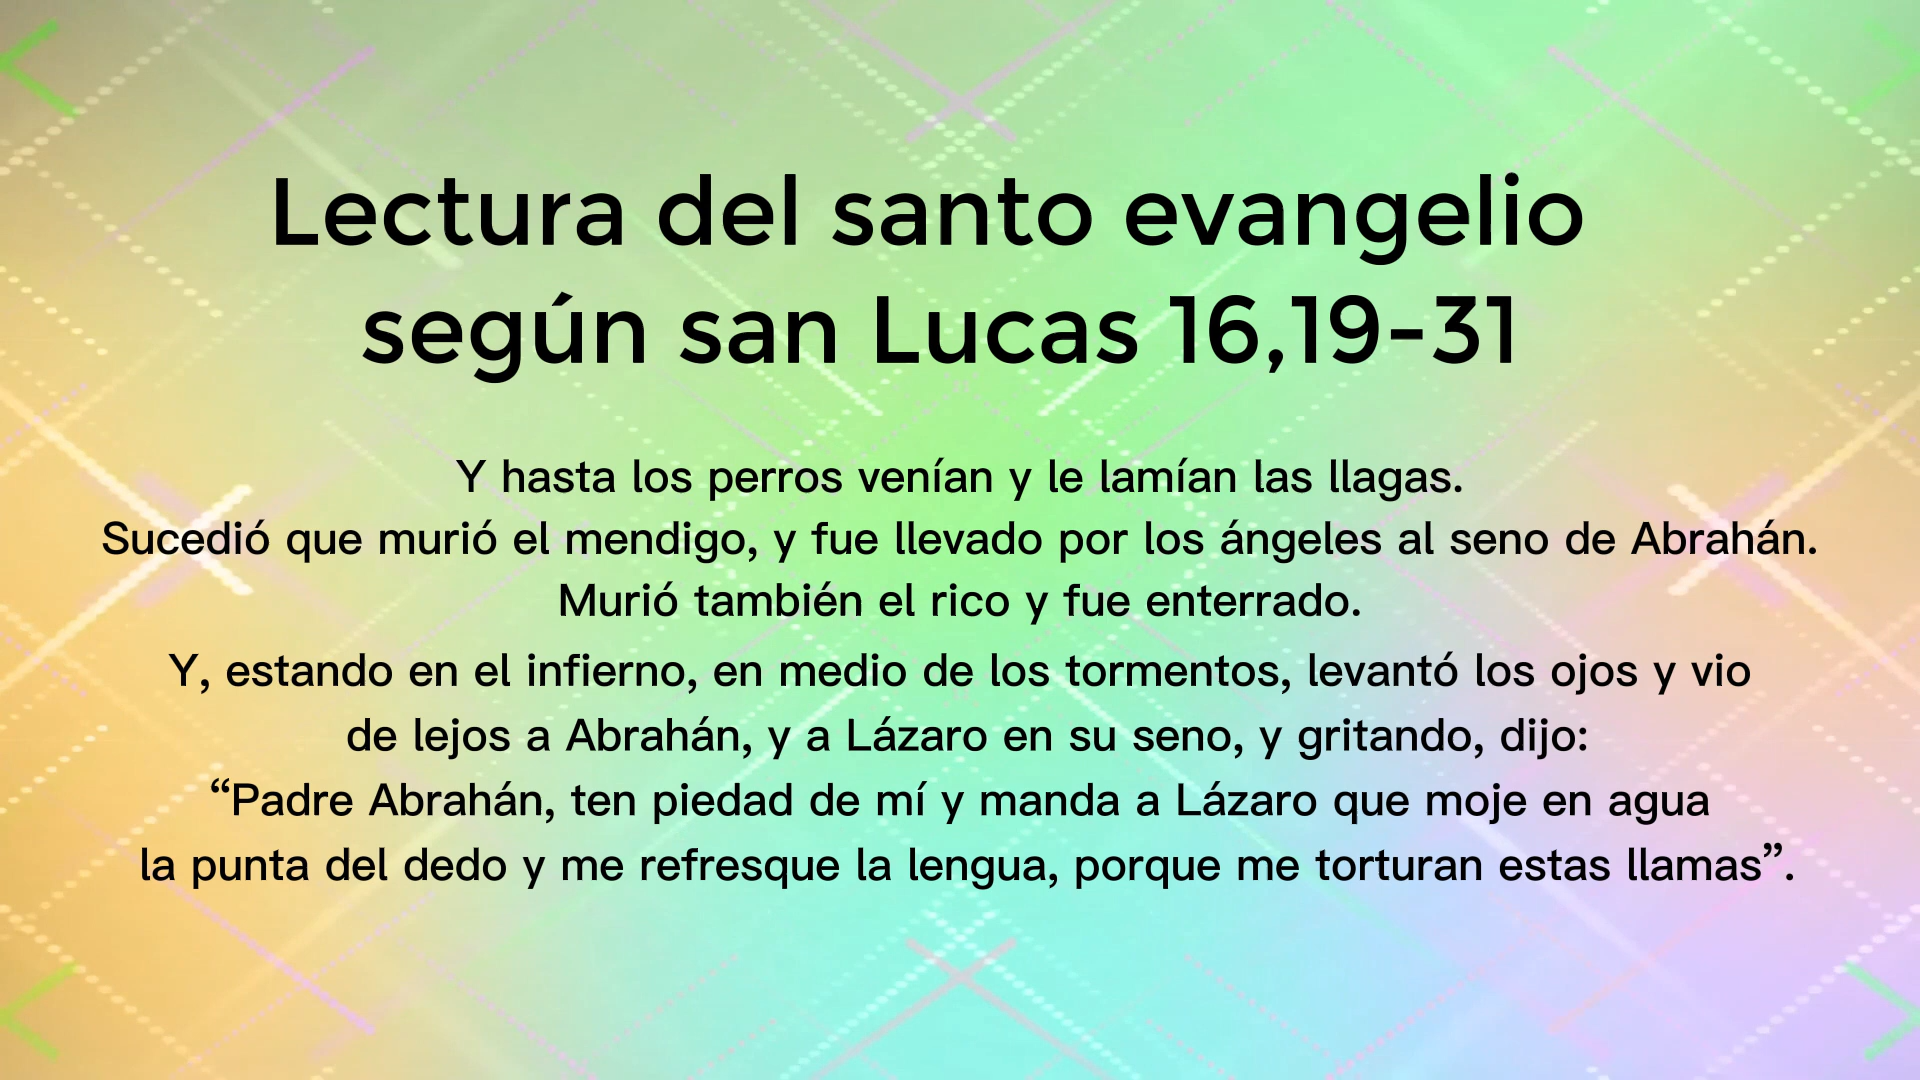 Lectura del santo evangelio
según san Lucas 16,19-31
Y hasta los perros venían y le lamían las llagas.
Sucedió que murió el mendigo, y fue llevado por los ángeles al seno de Abrahán.
Murió también el rico y fue enterrado.
Y, estando en el infierno, en medio de los tormentos, levantó los ojos y vio
de lejos a Abrahán, y a Lázaro en su seno, y gritando, dijo:
“Padre Abrahán, ten piedad de mí y manda a Lázaro que moje en agua
la punta del dedo y me refresque la lengua, porque me torturan estas llamas”.